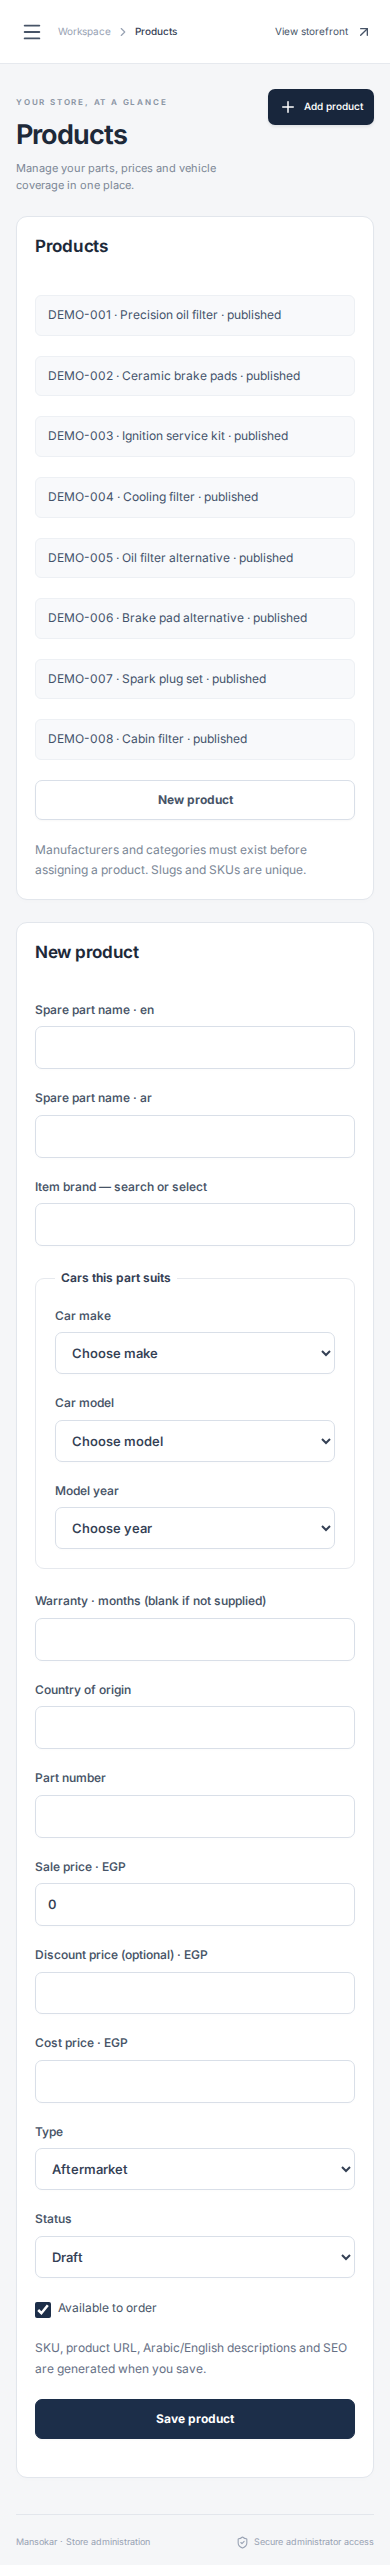 Workspace > Products
View storefront
YOUR STORE, AT A GLANCE
Products
Add product
Manage your parts, prices and vehicle
coverage in one place.
Products
DEMO-001 · Precision oil filter · published
DEMO-002 · Ceramic brake pads · published
DEMO-003 · Ignition service kit · published
DEMO-004 · Cooling filter · published
DEMO-005 · Oil filter alternative · published
DEMO-006 · Brake pad alternative · published
DEMO-007 · Spark plug set · published
DEMO-008 · Cabin filter · published
New product
Manufacturers and categories must exist before
assigning a product. Slugs and SKUs are unique.
New product
Spare part name · en
Spare part name · ar
Item brand — search or select
Cars this part suits
Car make
Choose make
Car model
Choose model
Model year
Choose year
Warranty · months (blank if not supplied)
Country of origin
Part number
Sale price · EGP
0
Discount price (optional) · EGP
Cost price · EGP
Type
Aftermarket
Status
Draft
Available to order
SKU, product URL, Arabic/English descriptions and SEO
are generated when you save.
Save product
Mansokar · Store administration
Secure administrator access